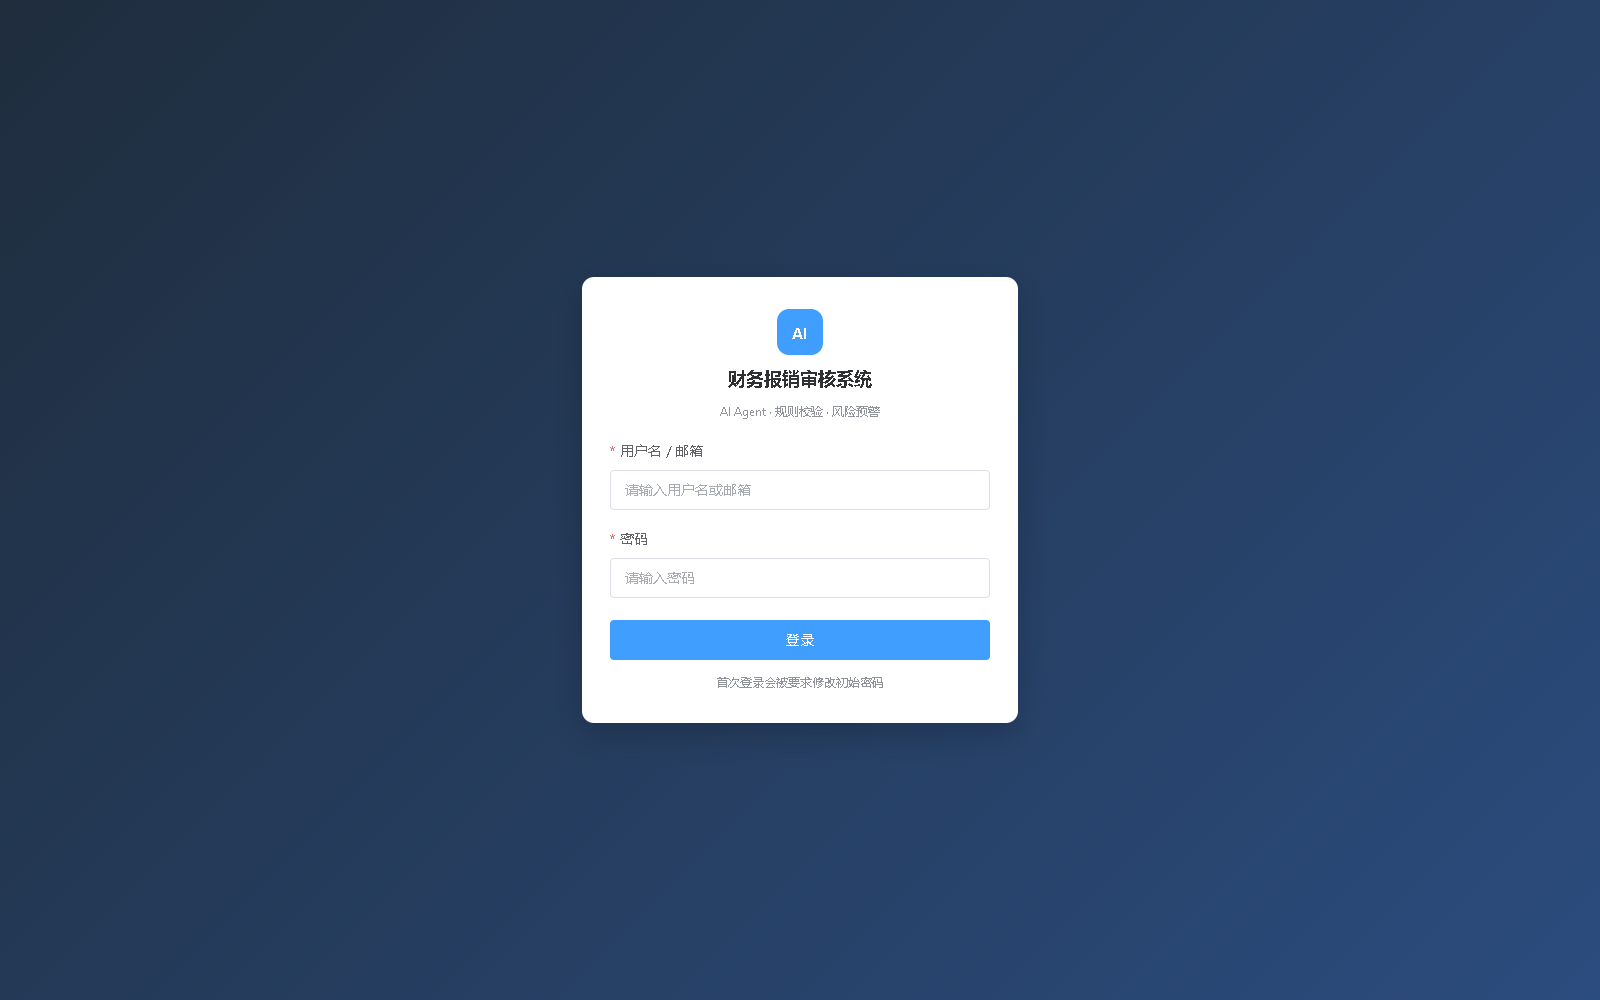 AI
财务报销审核系统
AI Agent · 规则校验 · 风险预警
* 用户名 / 邮箱
请输入用户名或邮箱
* 密码
请输入密码
登录
首次登录会被要求修改初始密码